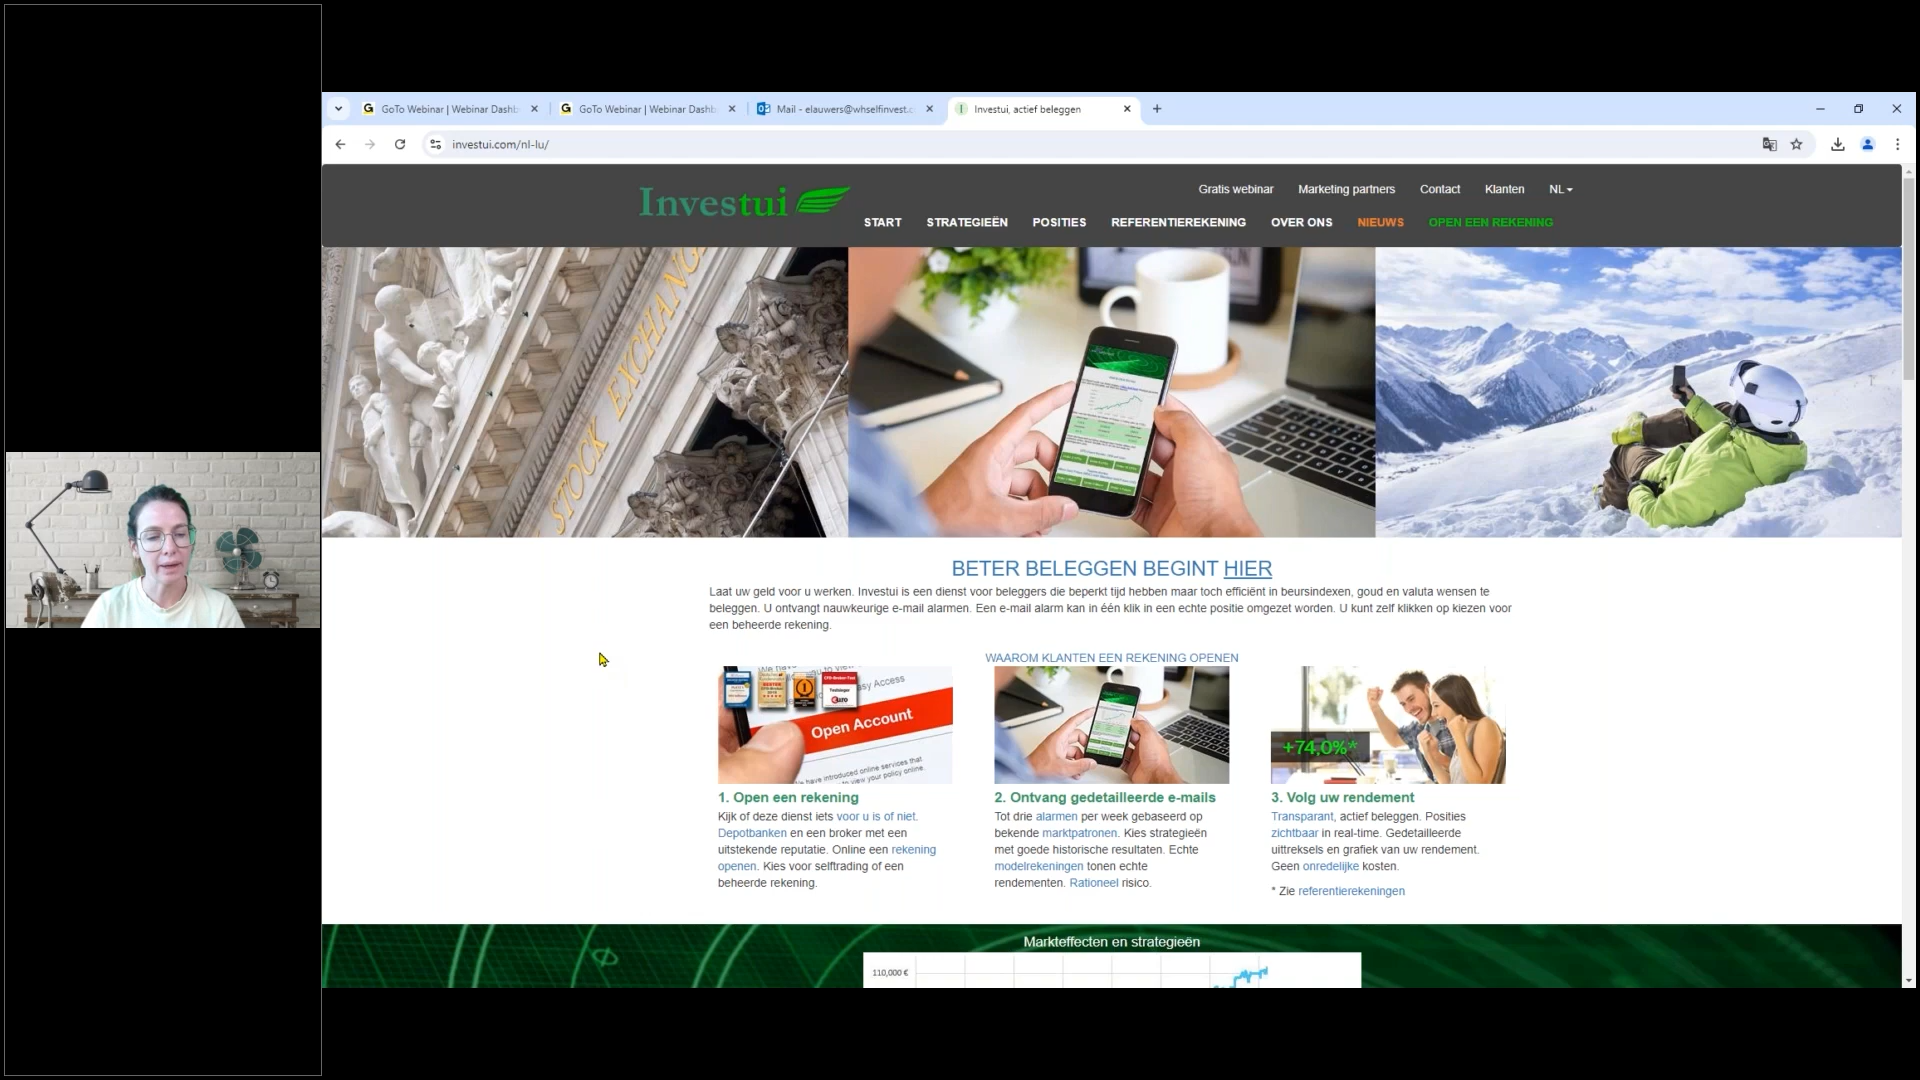 GoTo Webinar | Webinar Dashb
GoTo Webinar | Webinar Dashb
Mail - elauwers@whselfinvest.c
Investui, actief beleggen
investui.com/nl-lu/
Investui
Gratis webinar
Marketing partners
Contact
Klanten
NL
START
STRATEGIEËN
POSITIES
REFERENTIEREKENING
OVER ONS
NIEUWS
OPEN EEN REKENING
STOCK EXCHANG
BETER BELEGGEN BEGINT HIER
Laat uw geld voor u werken. Investui is een dienst voor beleggers die beperkt tijd hebben maar toch efficiënt in beursindexen, goud en valuta wensen te
beleggen. U ontvangt nauwkeurige e-mail alarmen. Een e-mail alarm kan in één klik in een echte positie omgezet worden. U kunt zelf klikken op kiezen voor
een beheerde rekening.
WAAROM KLANTEN EEN REKENING OPENEN
Open Account
+74,0%*
1. Open een rekening
Kijk of deze dienst iets voor u is of niet.
Depotbanken en een broker met een
uitstekende reputatie. Online een rekening
openen. Kies voor selftrading of een
beheerde rekening.
2. Ontvang gedetailleerde e-mails
Tot drie alarmen per week gebaseerd op
bekende marktpatronen. Kies strategieën
met goede historische resultaten. Echte
modelrekeningen tonen echte
rendementen. Rationeel risico.
3. Volg uw rendement
Transparant, actief beleggen. Posities
zichtbaar in real-time. Gedetailleerde
uittreksels en grafiek van uw rendement.
Geen onredelijke kosten.
* Zie referentierekeningen
Markteffecten en strategieën
110,000 €